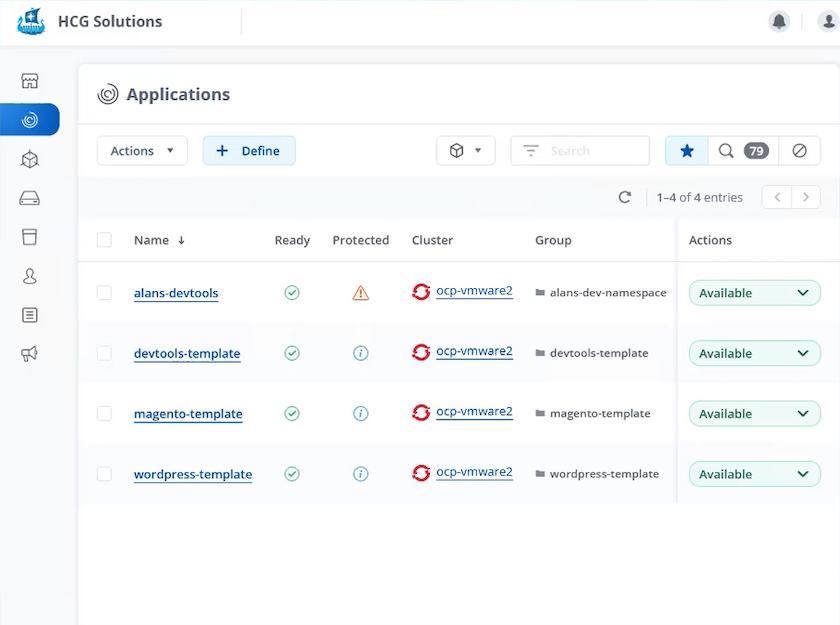 HCG Solutions
Applications
Actions
Define
Search
79
1–4 of 4 entries
Name Ready Protected Cluster Group Actions
alans-devtools ocp-vmware2 alans-dev-namespace Available
devtools-template ocp-vmware2 devtools-template Available
magento-template ocp-vmware2 magento-template Available
wordpress-template ocp-vmware2 wordpress-template Available